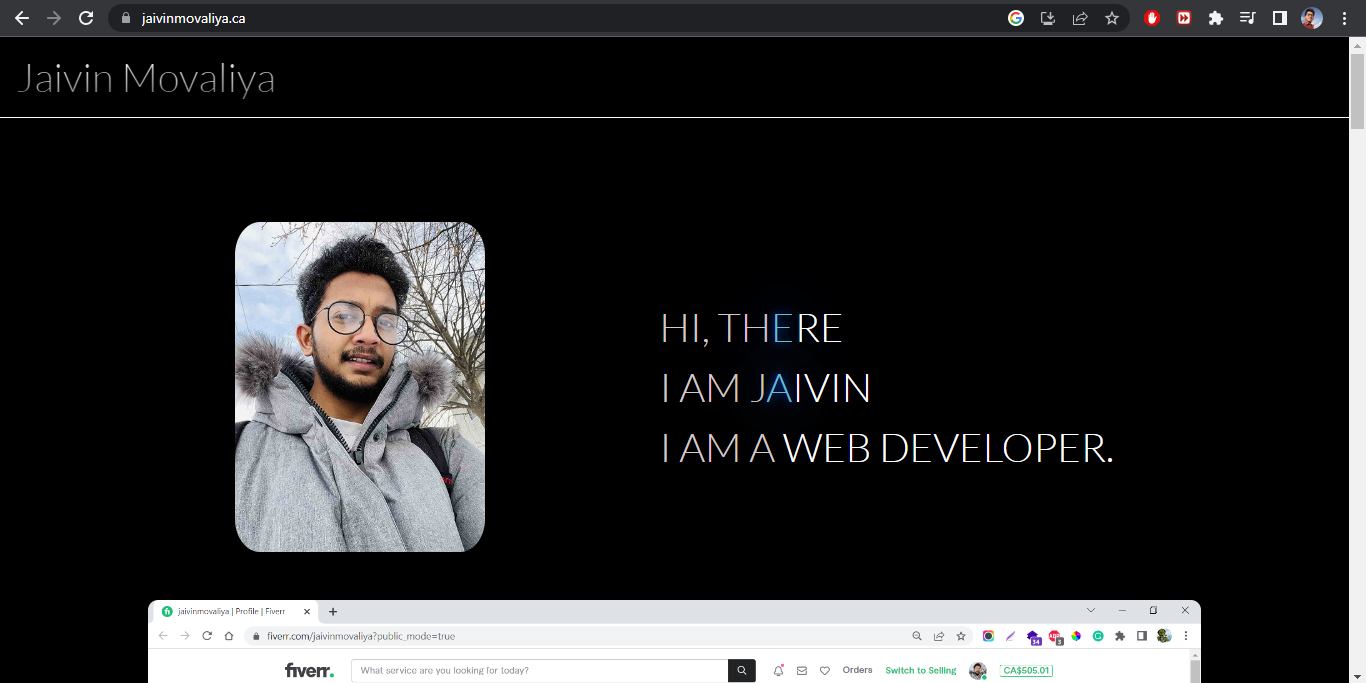 jaivinmovaliya.ca
Jaivin Movaliya
HI, THERE
I AM JAIVIN
I AM A WEB DEVELOPER.
jaivinmovaliya | Profile | Fiverr
fiverr.com/jaivinmovaliya?public_mode=true
fiverr. What service are you looking for today? Orders Switch to Selling CA$505.01